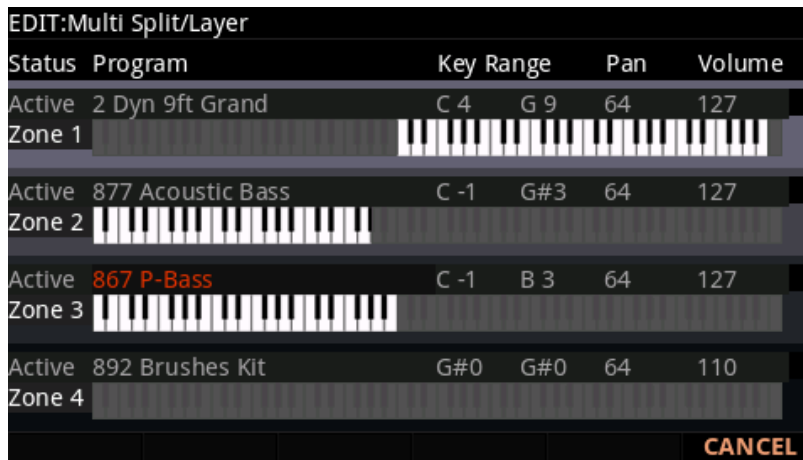 EDIT:Multi Split/Layer
Status Program Key Range Pan Volume
Active 2 Dyn 9ft Grand C 4 G 9 64 127
Zone 1
Active 877 Acoustic Bass C -1 G#3 64 127
Zone 2
Active 867 P-Bass C -1 B 3 64 127
Zone 3
Active 892 Brushes Kit G#0 G#0 64 110
Zone 4
CANCEL